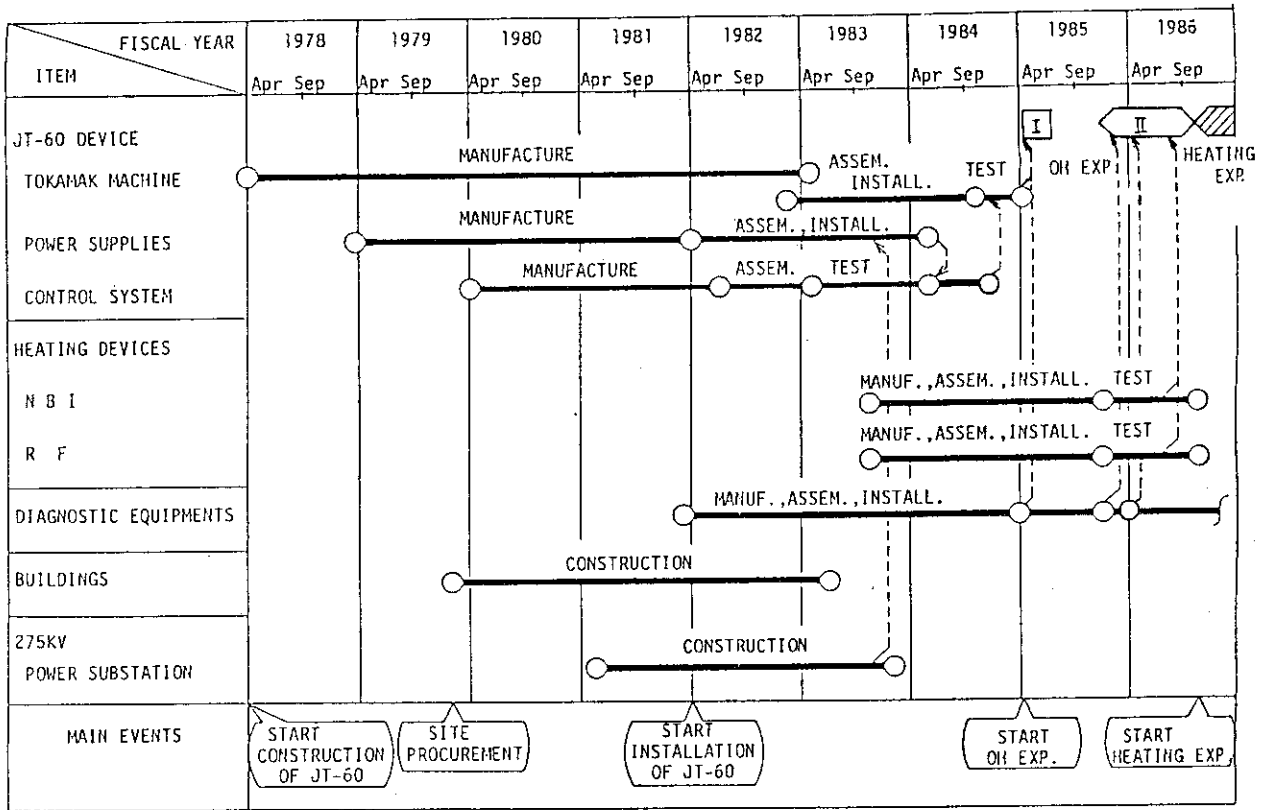 FISCAL YEAR
ITEM
1978 1979 1980 1981 1982 1983 1984 1985 1986
Apr Sep Apr Sep Apr Sep Apr Sep Apr Sep Apr Sep Apr Sep Apr Sep Apr Sep
I II
JT-60 DEVICE
MANUFACTURE ASSEM. TEST OH EXP HEATING
TOKAMAK MACHINE INSTALL. EXP.
MANUFACTURE ASSEM.,INSTALL.
POWER SUPPLIES
MANUFACTURE ASSEM. TEST
CONTROL SYSTEM
HEATING DEVICES
MANUF.,ASSEM.,INSTALL. TEST
N B I
MANUF.,ASSEM.,INSTALL. TEST
R F
MANUF.,ASSEM.,INSTALL.
DIAGNOSTIC EQUIPMENTS
CONSTRUCTION
BUILDINGS
275KV
CONSTRUCTION
POWER SUBSTATION
MAIN EVENTS
START
CONSTRUCTION
OF JT-60
SITE
PROCUREMENT
START
INSTALLATION
OF JT-60
START
OH EXP.
START
HEATING EXP.